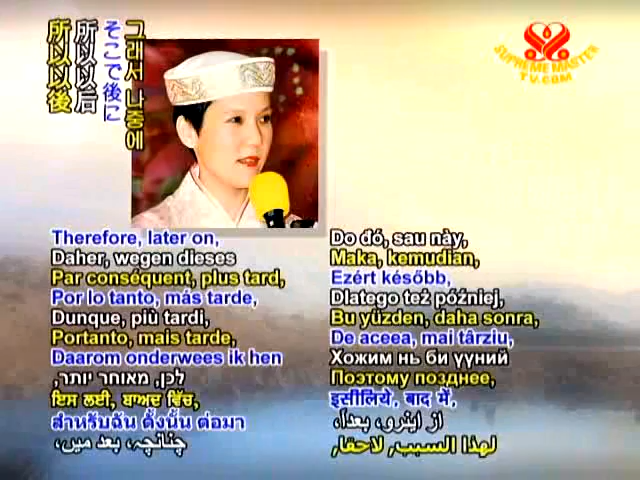 所以以後
所以以后
そこで後に
그래서 나중에
SUPREME MASTER
TV.COM
Therefore, later on,
Daher, wegen dieses
Par conséquent, plus tard,
Por lo tanto, más tarde,
Dunque, più tardi,
Portanto, mais tarde,
Daarom onderwees ik hen
לכן, מאוחר יותר,
ਇਸ ਲਈ, ਬਾਅਦ ਵਿੱਚ,
สำหรับฉัน ดั้งนั้น ต่อมา
چنانچہ، بعد میں،
Do đó, sau này,
Maka, kemudian,
Ezért később,
Dlatego też później,
Bu yüzden, daha sonra,
De aceea, mai târziu,
Хожим нь би үүний
Поэтому позднее,
इसीलिये, बाद में,
از اینرو، بعداً،
لهذا السبب, لاحقا,